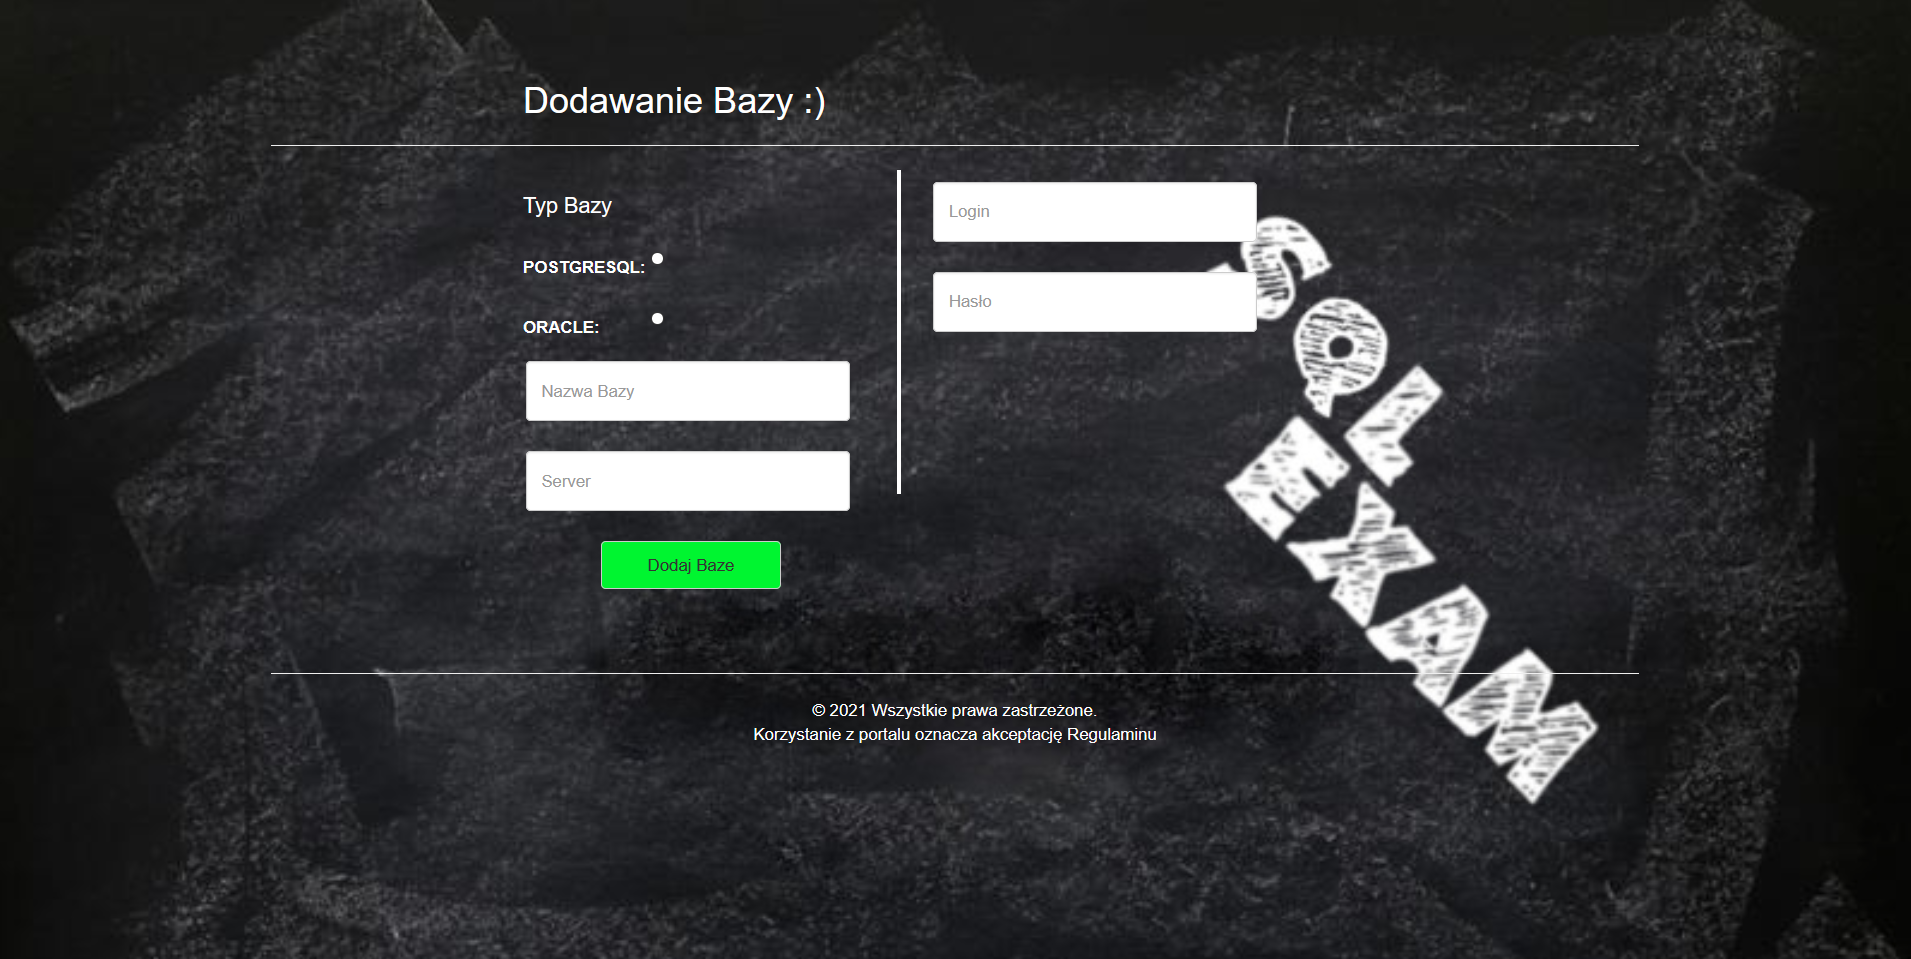 Dodawanie Bazy :)
Typ Bazy
POSTGRESQL:
ORACLE:
Nazwa Bazy
Server
Dodaj Baze
Login
Hasło
SQL
EXAM
© 2021 Wszystkie prawa zastrzeżone.
Korzystanie z portalu oznacza akceptację Regulaminu